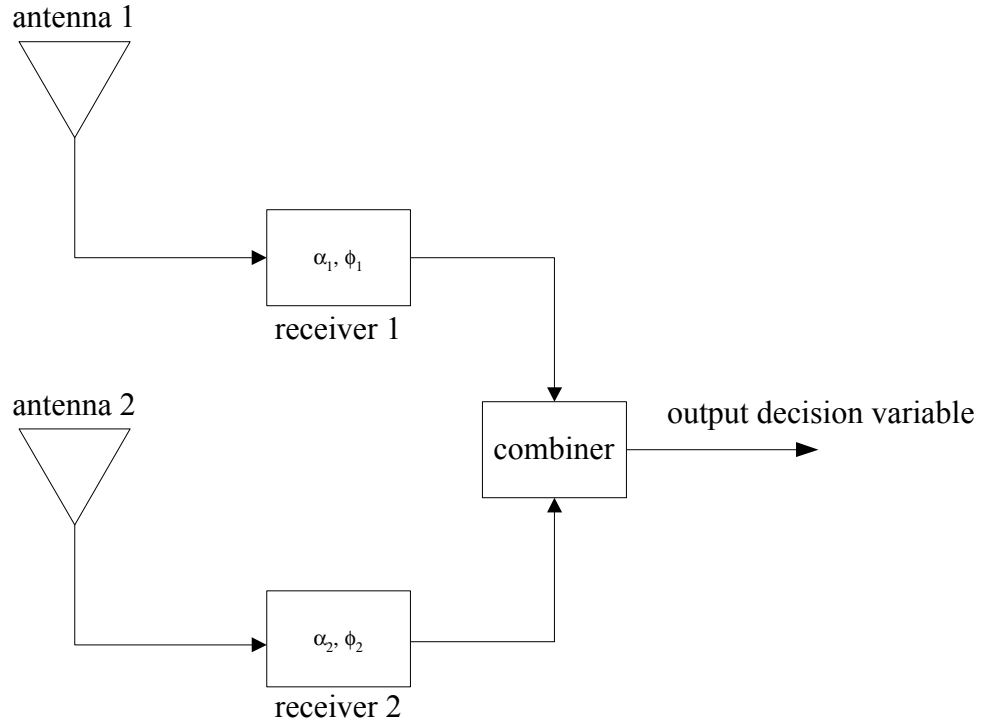 antenna 1
α₁, ϕ₁
receiver 1
antenna 2
combiner
output decision variable
α₂, ϕ₂
receiver 2